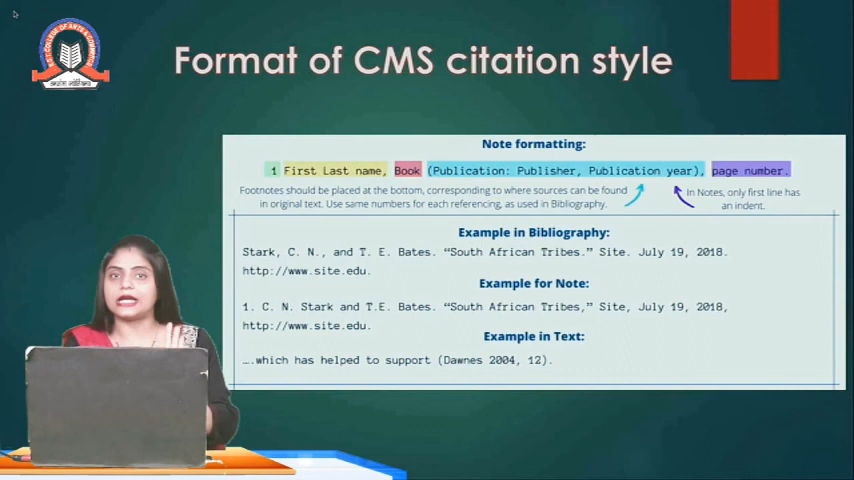 Format of CMS citation style
Note formatting:
1 First Last name, Book (Publication: Publisher, Publication year), page number.
Footnotes should be placed at the bottom, corresponding to where sources can be found
in original text. Use same numbers for each referencing, as used in Bibliography.
In Notes, only first line has
an indent.
Example in Bibliography:
Stark, C. N., and T. E. Bates. “South African Tribes.” Site. July 19, 2018.
http://www.site.edu.
Example for Note:
1. C. N. Stark and T.E. Bates. “South African Tribes,” Site, July 19, 2018,
http://www.site.edu.
Example in Text:
….which has helped to support (Dawnes 2004, 12).